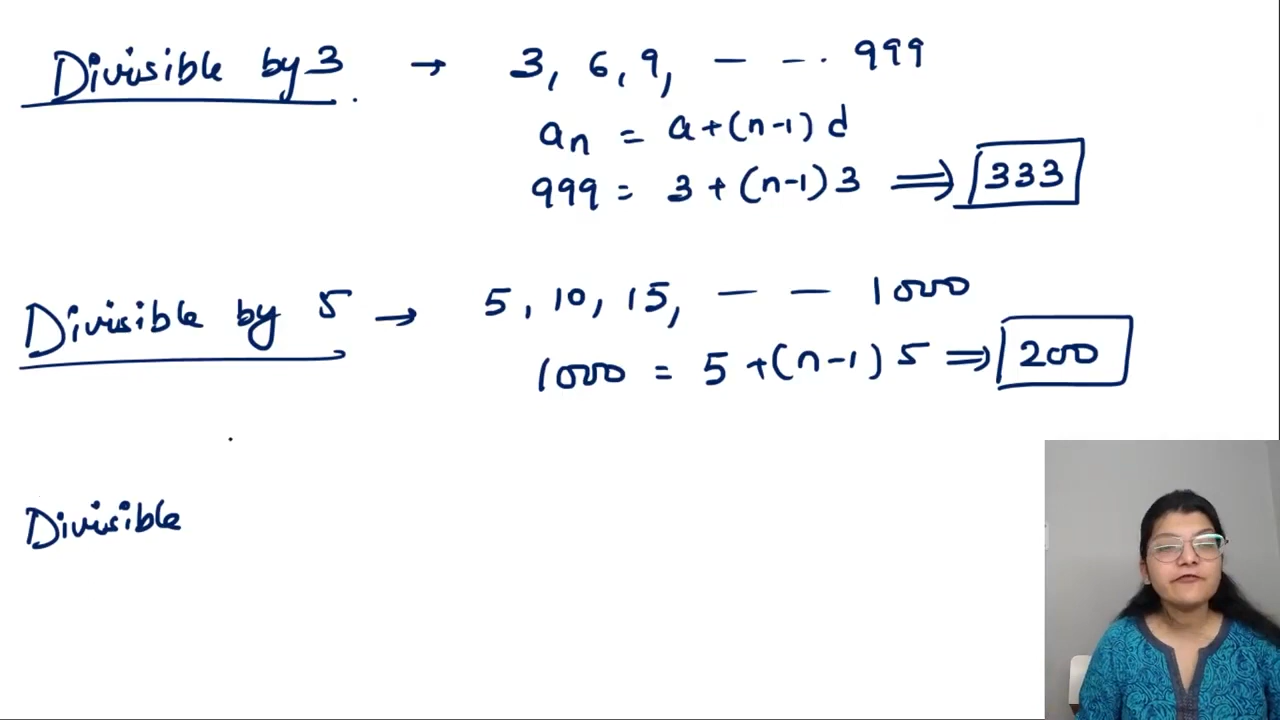 Divisible by 3 → 3, 6, 9, — -- . 999
an = a + (n-1) d
999 = 3 + (n-1) 3 ⟹ 333
Divisible by 5 → 5, 10, 15, — — 1000
1000 = 5 + (n-1) 5 ⟹ 200
Divisible